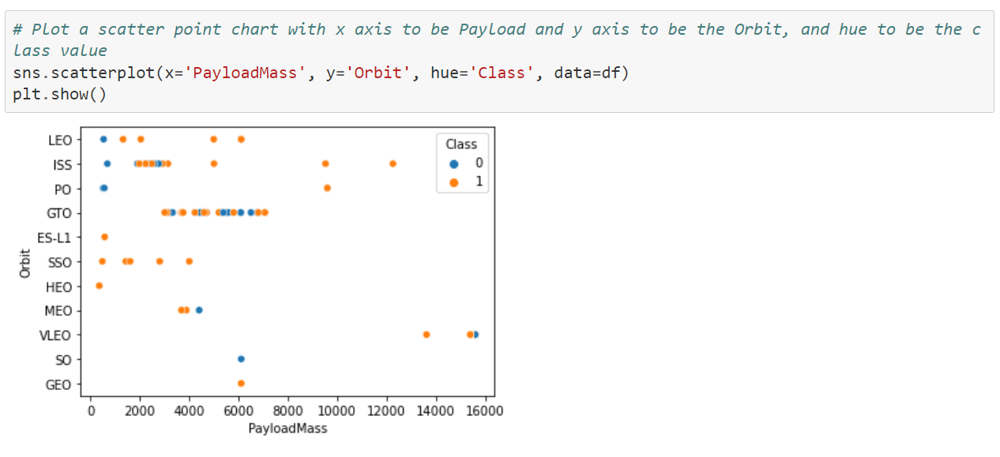 # Plot a scatter point chart with x axis to be Payload and y axis to be the Orbit, and hue to be the c
lass value
sns.scatterplot(x='PayloadMass', y='Orbit', hue='Class', data=df)
plt.show()
Class
0
1
LEO
ISS
PO
GTO
ES-L1
SSO
HEO
MEO
VLEO
SO
GEO
Orbit
0 2000 4000 6000 8000 10000 12000 14000 16000
PayloadMass